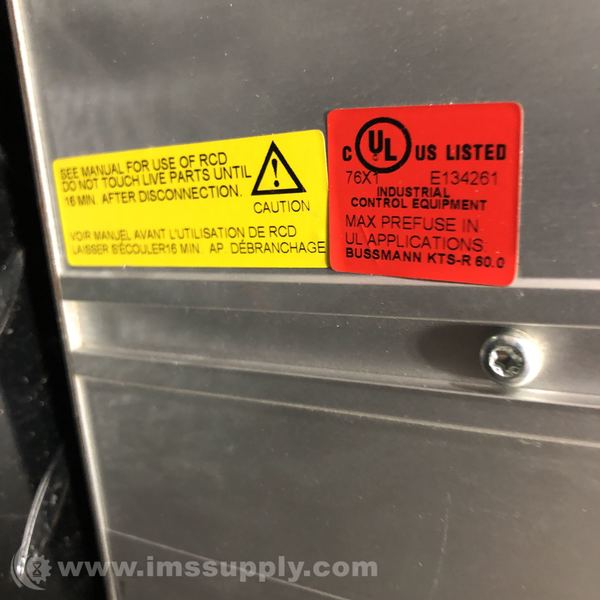 SEE MANUAL FOR USE OF RCD
DO NOT TOUCH LIVE PARTS UNTIL
16 MIN. AFTER DISCONNECTION.
CAUTION
VOIR MANUEL AVANT L'UTILISATION DE RCD
LAISSER S'ÉCOULER16 MIN. AP. DÉBRANCHAGE
C UL US LISTED
76X1 E134261
INDUSTRIAL
CONTROL EQUIPMENT
MAX PREFUSE IN
UL APPLICATIONS
BUSSMANN KTS-R 60.0
www.imssupply.com